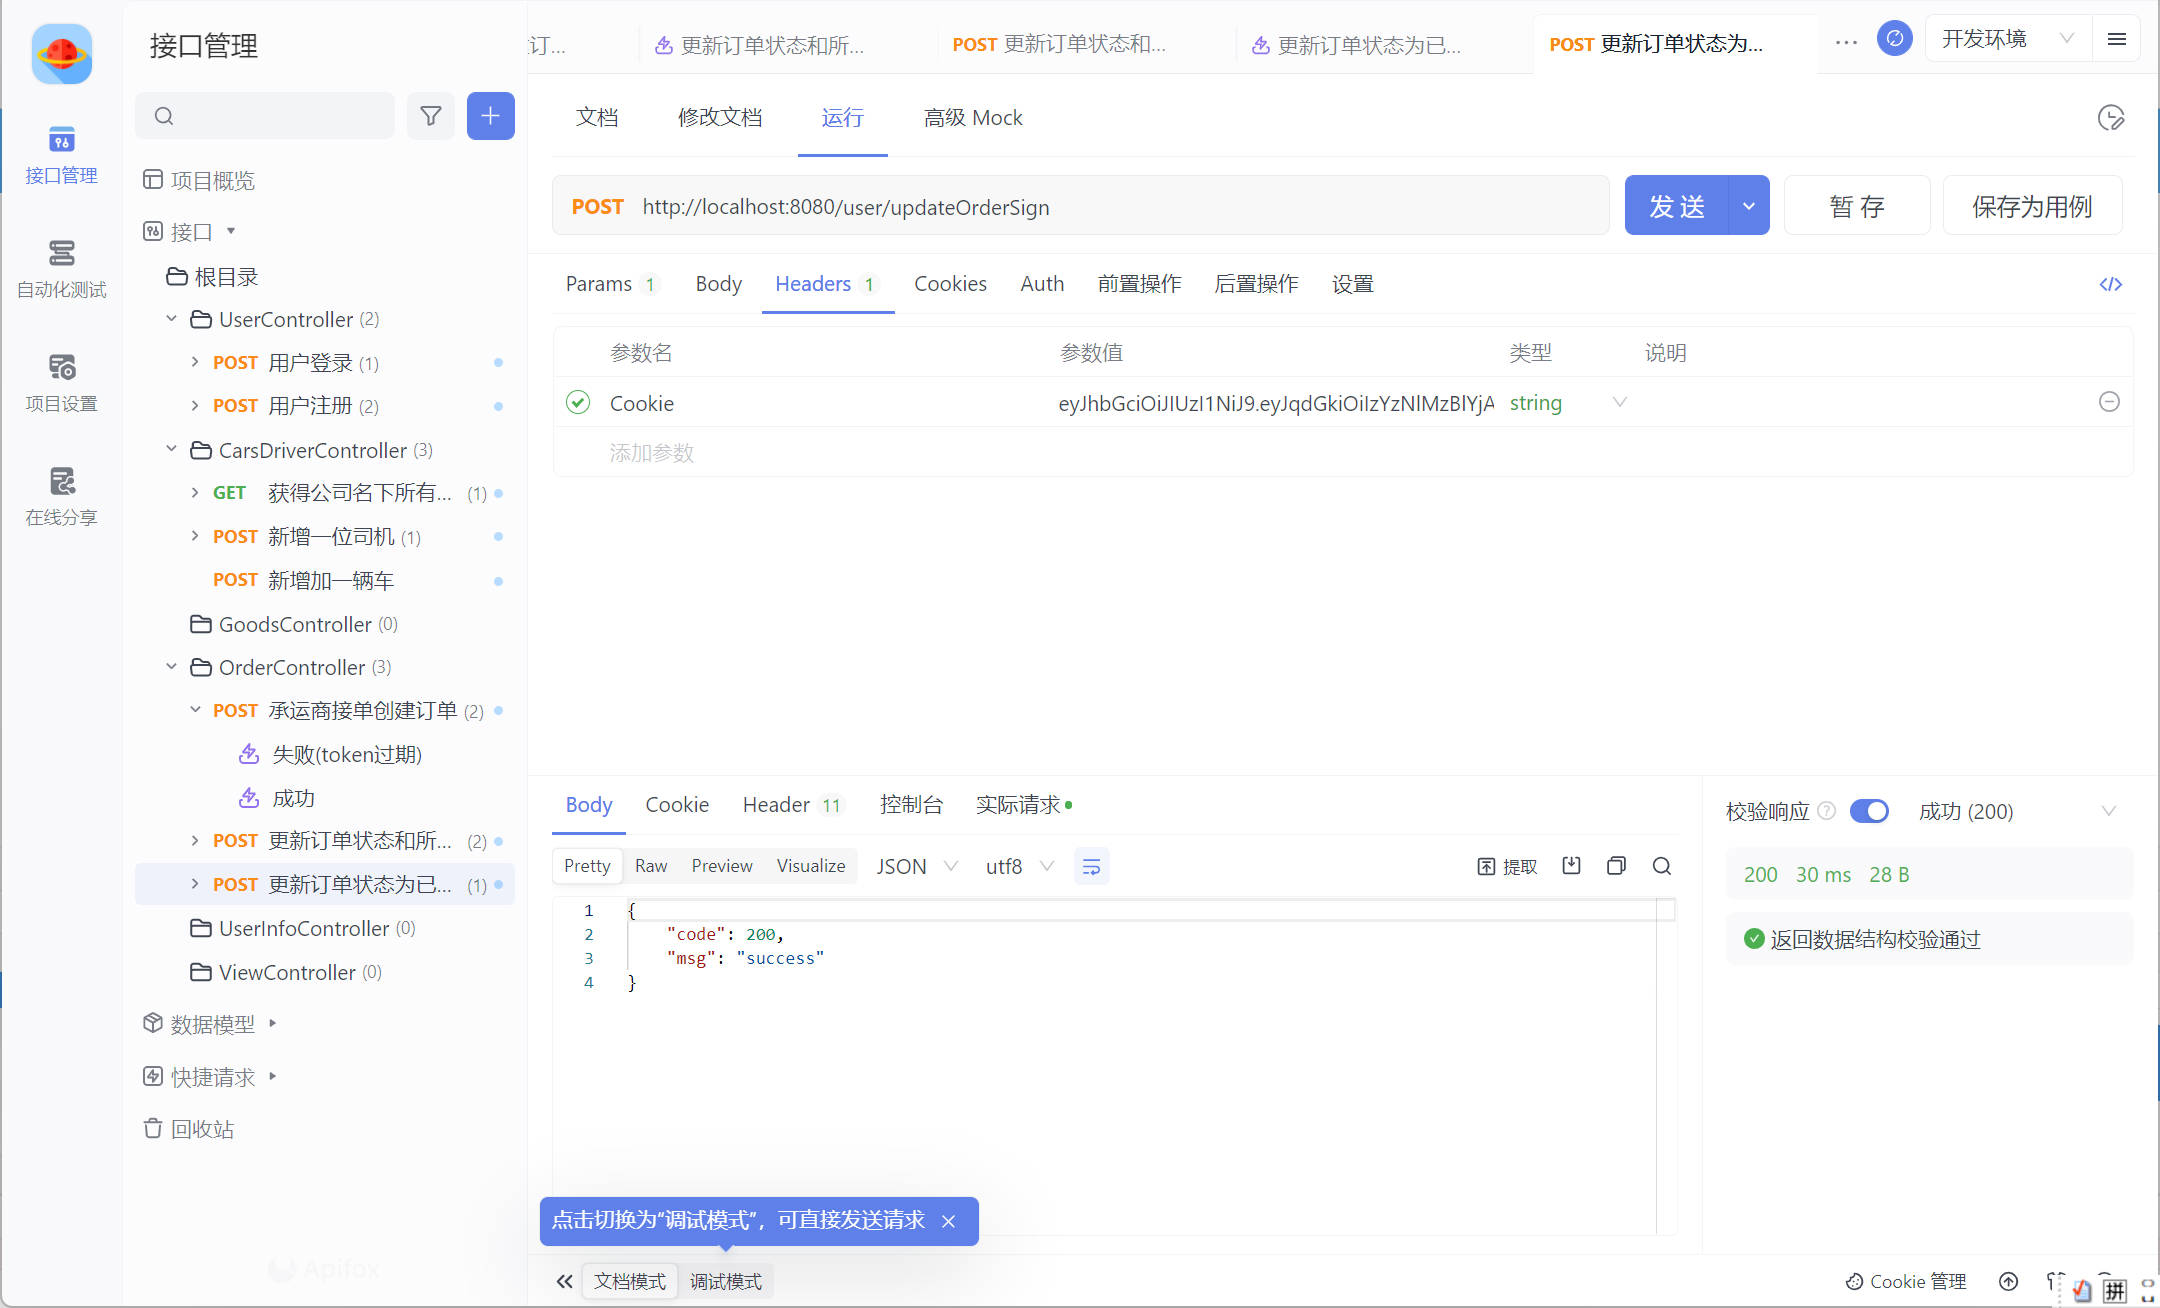 接口管理
订...
更新订单状态和所...
POST 更新订单状态和...
更新订单状态为已...
POST 更新订单状态为...
...
开发环境
接口管理
自动化测试
项目设置
在线分享
项目概览
接口
根目录
UserController (2)
POST 用户登录 (1)
POST 用户注册 (2)
CarsDriverController (3)
GET 获得公司名下所有... (1)
POST 新增一位司机 (1)
POST 新增加一辆车
GoodsController (0)
OrderController (3)
POST 承运商接单创建订单 (2)
失败(token过期)
成功
POST 更新订单状态和所... (2)
POST 更新订单状态为已... (1)
UserInfoController (0)
ViewController (0)
数据模型
快捷请求
回收站
Apifox
文档 修改文档 运行 高级 Mock
POST http://localhost:8080/user/updateOrderSign
发 送 暂 存 保存为用例
Params 1 Body Headers 1 Cookies Auth 前置操作 后置操作 设置
参数名 参数值 类型 说明
Cookie eyJhbGciOiJIUzI1NiJ9.eyJqdGkiOiIzYzNlMzBlYjA string
添加参数
Body Cookie Header 11 控制台 实际请求
Pretty Raw Preview Visualize JSON utf8 提取
1 {
2 "code": 200,
3 "msg": "success"
4 }
校验响应 ? 成功 (200)
200 30 ms 28 B
返回数据结构校验通过
点击切换为“调试模式”，可直接发送请求
文档模式 调试模式
Cookie 管理
拼